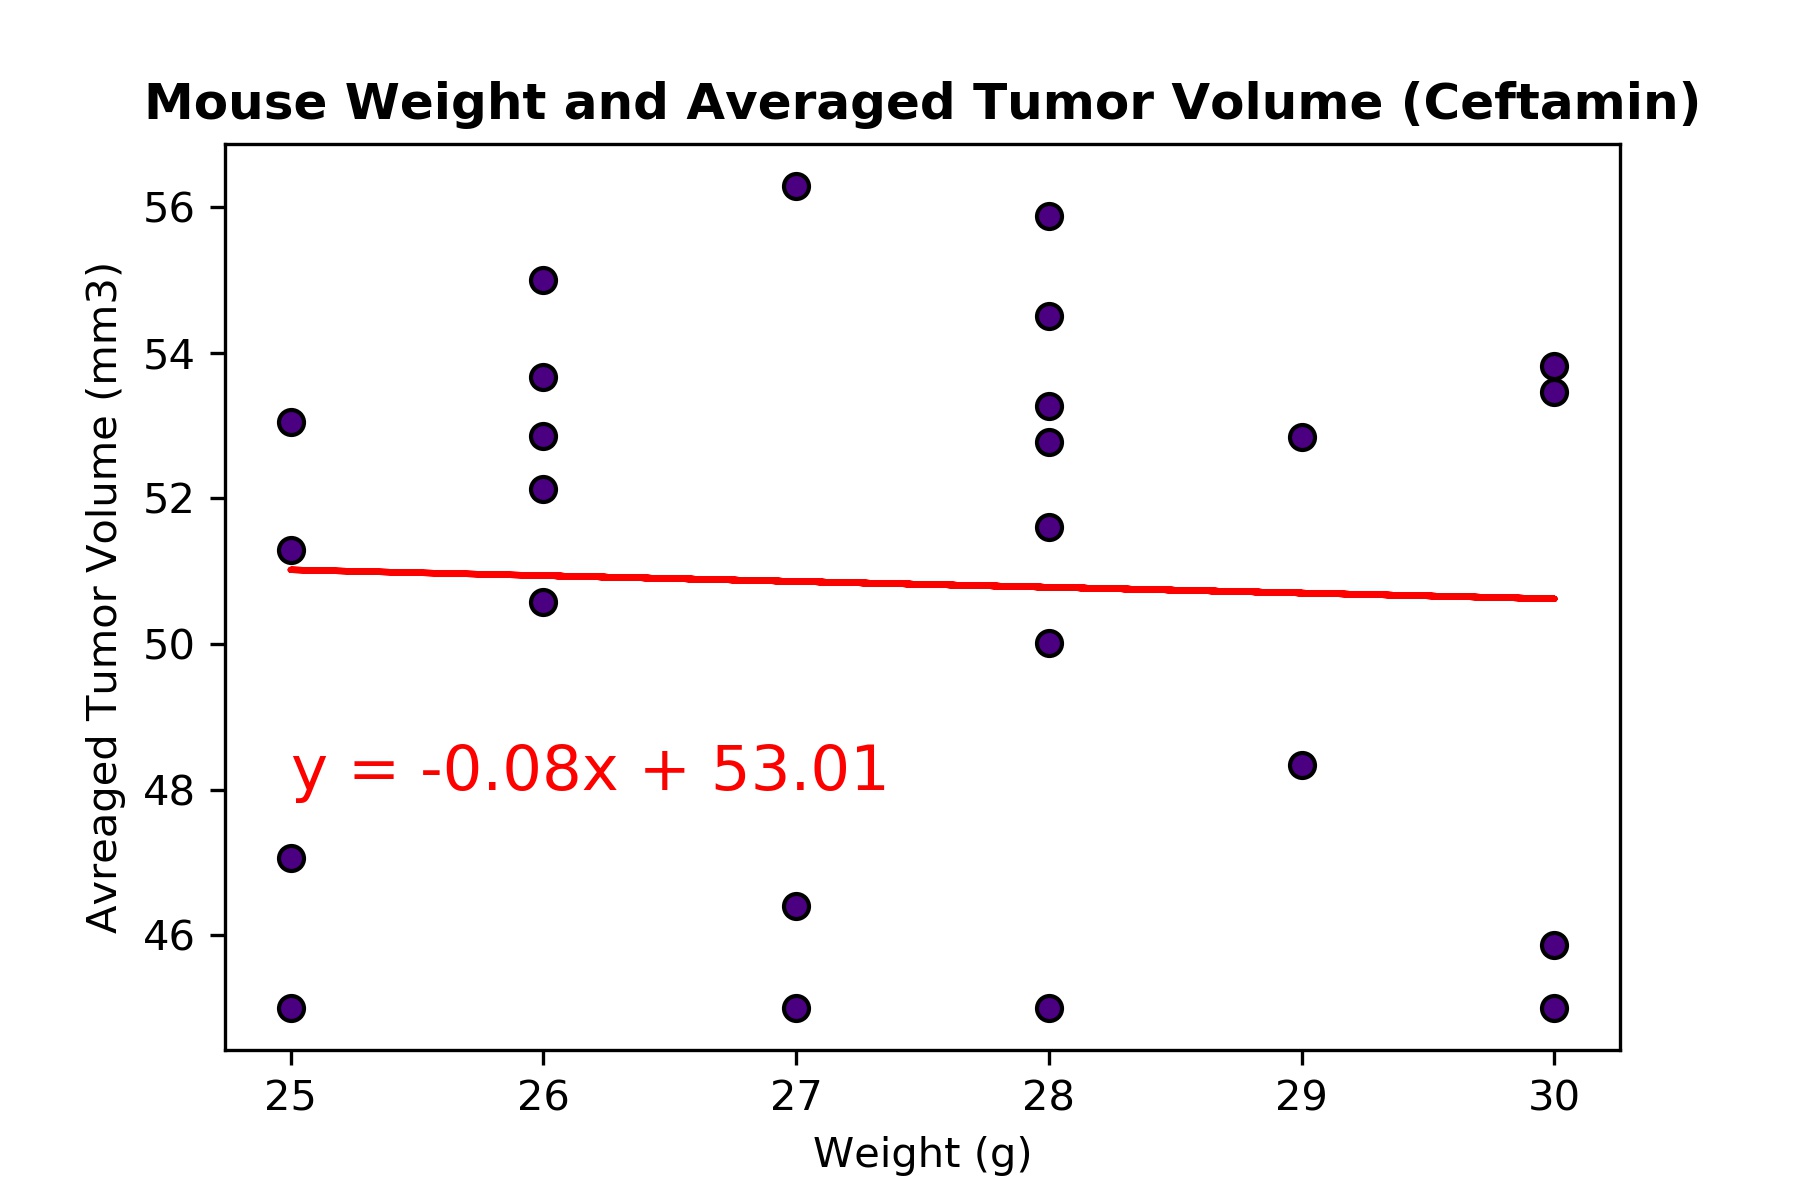 Mouse Weight and Averaged Tumor Volume (Ceftamin)
Avreaged Tumor Volume (mm3)
56
54
52
50
48
46
y = -0.08x + 53.01
25 26 27 28 29 30
Weight (g)